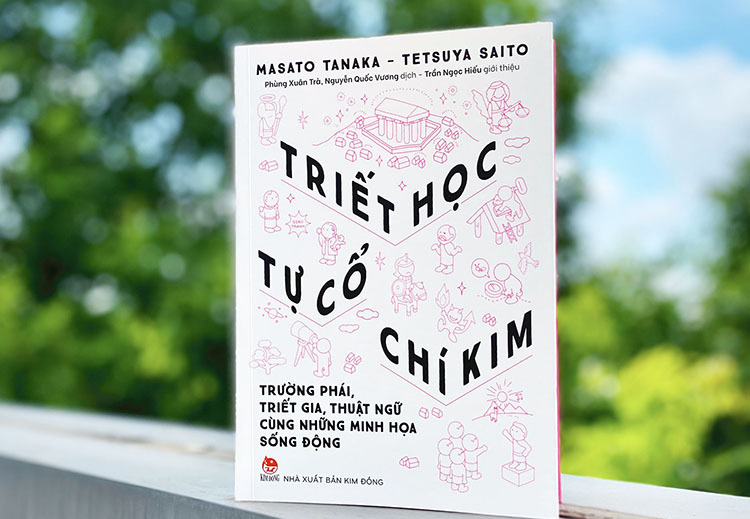 MASATO TANAKA – TETSUYA SAITO
Phùng Xuân Trà, Nguyễn Quốc Vương dịch – Trần Ngọc Hiếu giới thiệu
TRIẾT HỌC
TỰ CỔ
CHÍ KIM
TRƯỜNG PHÁI,
TRIẾT GIA, THUẬT NGỮ
CÙNG NHỮNG MINH HỌA
SỐNG ĐỘNG
KIM ĐỒNG
NHÀ XUẤT BẢN KIM ĐỒNG